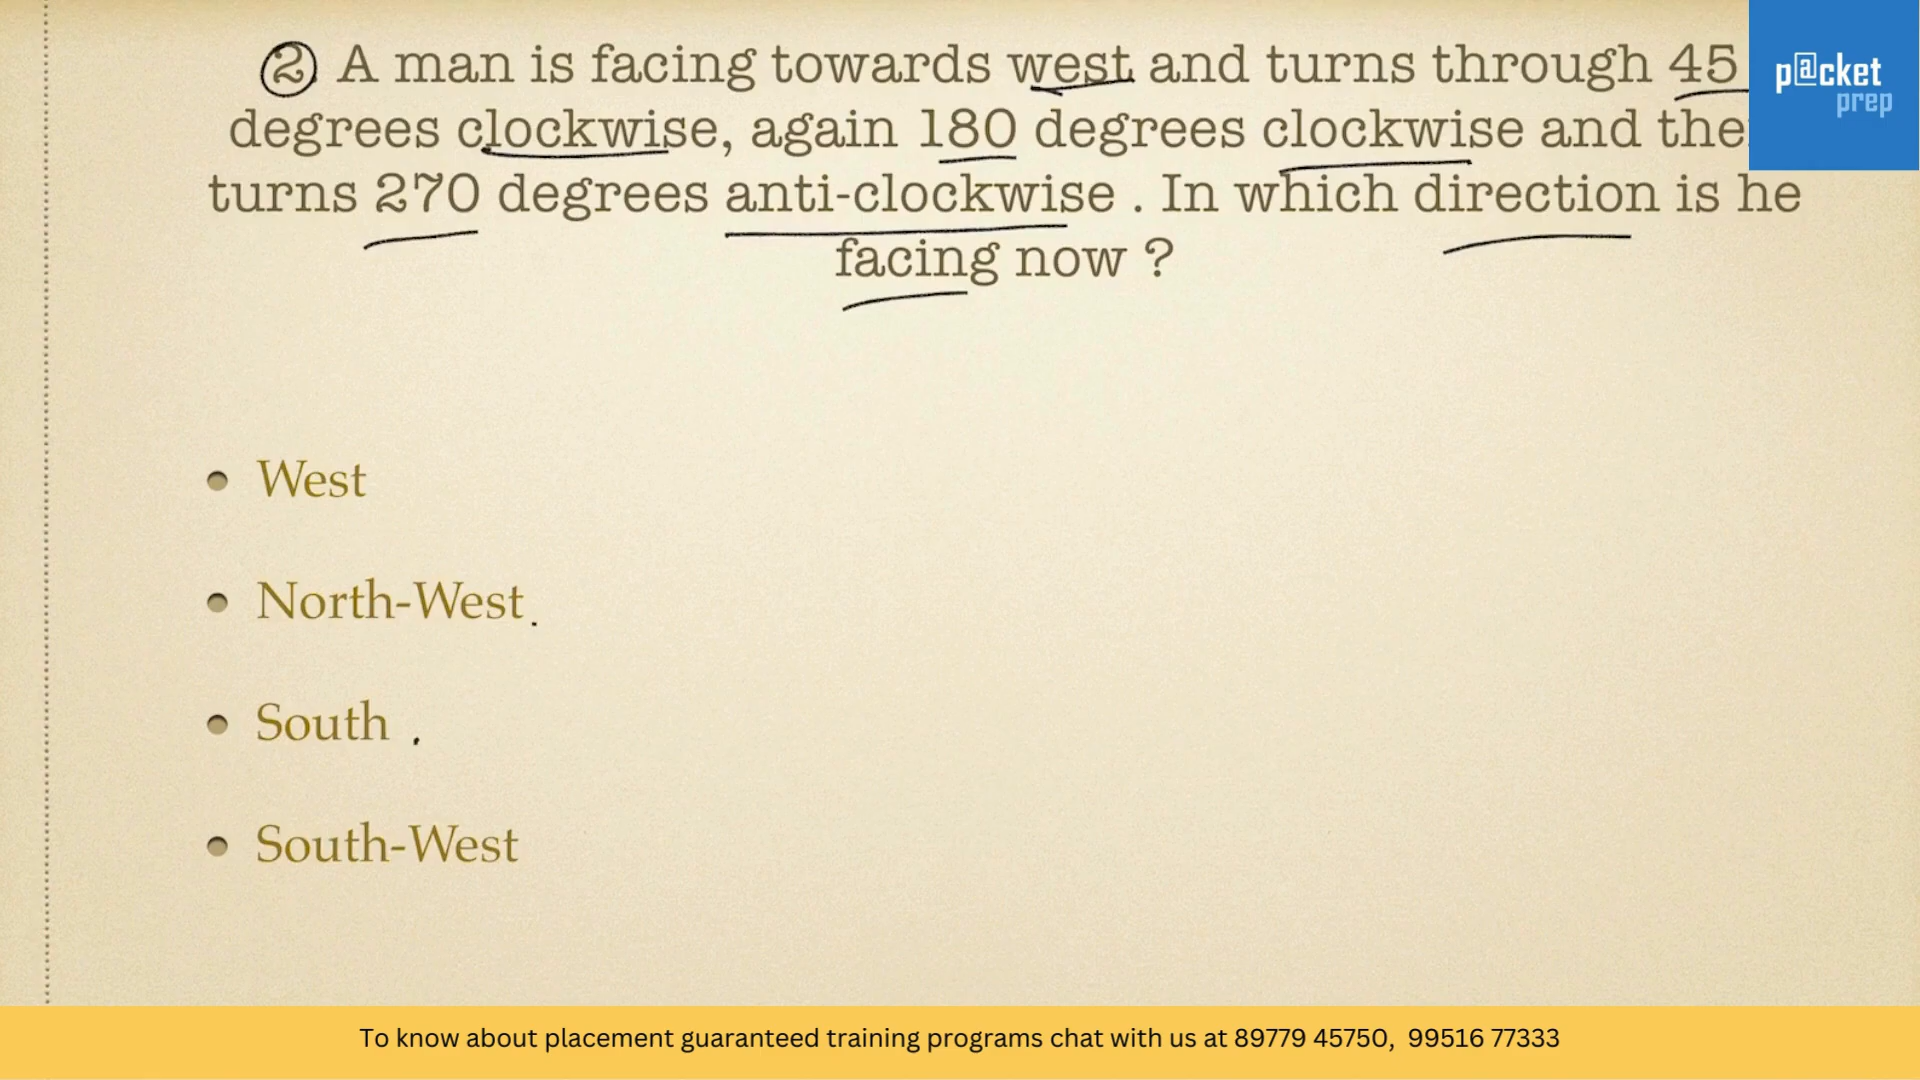 ② A man is facing towards west and turns through 45
degrees clockwise, again 180 degrees clockwise and the
turns 270 degrees anti-clockwise . In which direction is he
facing now ?
p@cket
prep
• West
• North-West
• South
• South-West
To know about placement guaranteed training programs chat with us at 89779 45750, 99516 77333